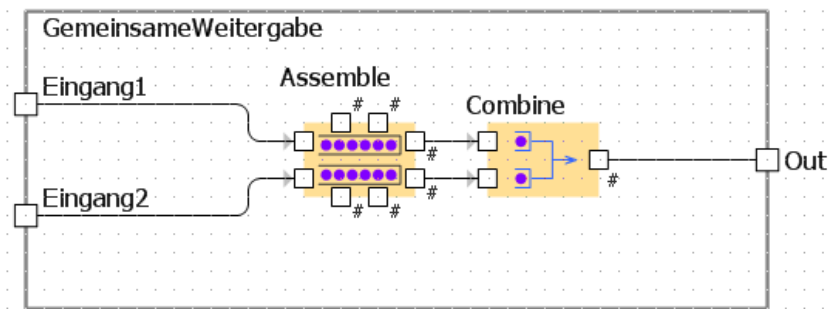 GemeinsameWeitergabe
Eingang1
Assemble
# #
Combine
#
Out
#
Eingang2
#
# #